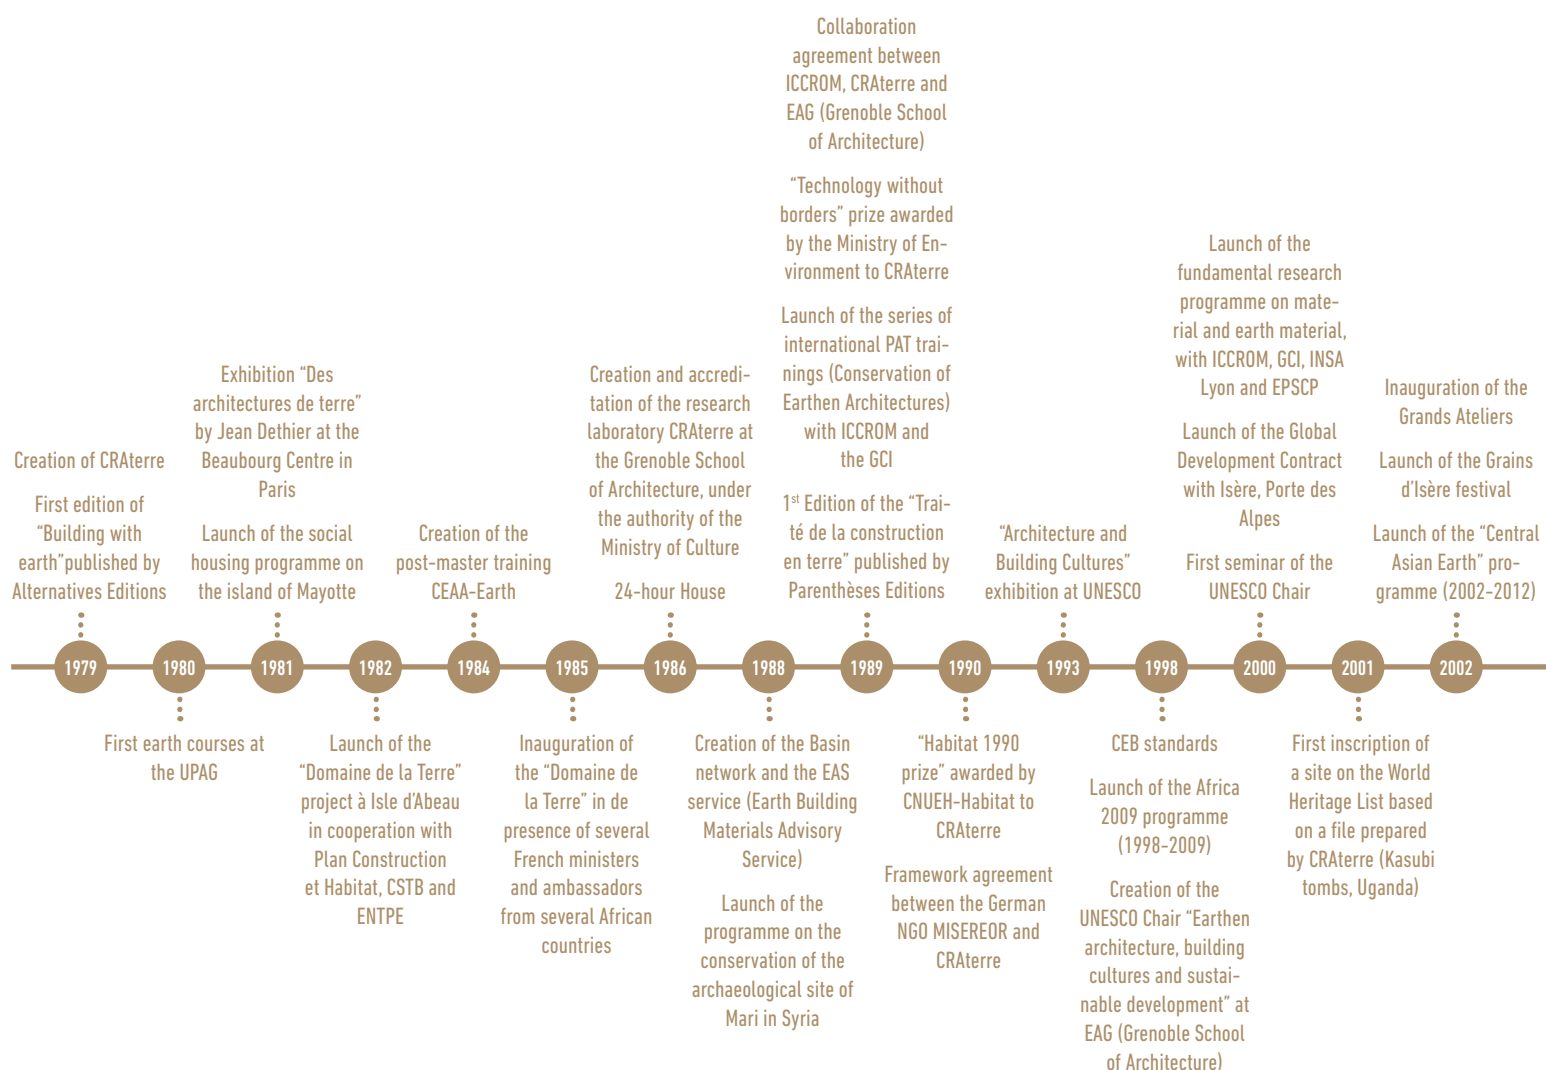 Collaboration
agreement between
ICCROM, CRAterre and
EAG (Grenoble School
of Architecture)
“Technology without
borders” prize awarded
by the Ministry of En-
vironment to CRAterre
Launch of the series of
international PAT trai-
nings (Conservation of
Earthen Architectures)
with ICCROM and
the GCI
1st Edition of the “Trai-
té de la construction
en terre” published by
Parenthèses Editions
Launch of the
fundamental research
programme on mate-
rial and earth material,
with ICCROM, GCI, INSA
Lyon and EPSCP
Launch of the Global
Development Contract
with Isère, Porte des
Alpes
First seminar of the
UNESCO Chair
Exhibition “Des
architectures de terre”
by Jean Dethier at the
Beaubourg Centre in
Paris
Launch of the social
housing programme on
the island of Mayotte
Creation and accredi-
tation of the research
laboratory CRAterre at
the Grenoble School
of Architecture, under
the authority of the
Ministry of Culture
24-hour House
Inauguration of the
Grands Ateliers
Launch of the Grains
d’Isère festival
Launch of the “Central
Asian Earth” pro-
gramme (2002-2012)
Creation of CRAterre
First edition of
“Building with
earth”published by
Alternatives Editions
Creation of the
post-master training
CEAA-Earth
“Architecture and
Building Cultures”
exhibition at UNESCO
1979
1980
1981
1982
1984
1985
1986
1988
1989
1990
1993
1998
2000
2001
2002
First earth courses at
the UPAG
Launch of the
“Domaine de la Terre”
project à Isle d’Abeau
in cooperation with
Plan Construction
et Habitat, CSTB and
ENTPE
Inauguration of
the “Domaine de
la Terre” in de
presence of several
French ministers
and ambassadors
from several African
countries
Creation of the Basin
network and the EAS
service (Earth Building
Materials Advisory
Service)
Launch of the
programme on the
conservation of the
archaeological site of
Mari in Syria
“Habitat 1990
prize” awarded by
CNUEH-Habitat to
CRAterre
Framework agreement
between the German
NGO MISEREOR and
CRAterre
CEB standards
Launch of the Africa
2009 programme
(1998-2009)
Creation of the
UNESCO Chair “Earthen
architecture, building
cultures and sustai-
nable development” at
EAG (Grenoble School
of Architecture)
First inscription of
a site on the World
Heritage List based
on a file prepared
by CRAterre (Kasubi
tombs, Uganda)